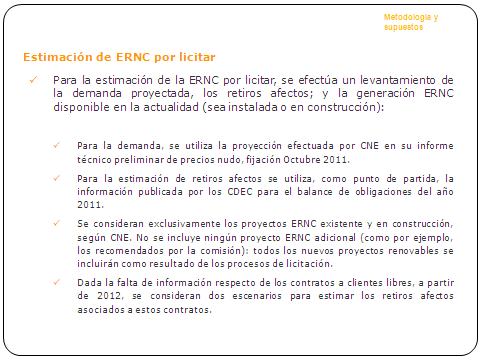 Metodología y
supuestos
Estimación de ERNC por licitar
Para la estimación de la ERNC por licitar, se efectúa un levantamiento de
la demanda proyectada, los retiros afectos; y la generación ERNC
disponible en la actualidad (sea instalada o en construcción):
Para la demanda, se utiliza la proyección efectuada por CNE en su informe
técnico preliminar de precios nudo, fijación Octubre 2011.
Para la estimación de retiros afectos se utiliza, como punto de partida, la
información publicada por los CDEC para el balance de obligaciones del año
2011.
Se consideran exclusivamente los proyectos ERNC existente y en construcción,
según CNE. No se incluye ningún proyecto ERNC adicional (como por ejemplo,
los recomendados por la comisión): todos los nuevos proyectos renovables se
incluirán como resultado de los procesos de licitación.
Dada la falta de información respecto de los contratos a clientes libres, a partir
de 2012, se consideran dos escenarios para estimar los retiros afectos
asociados a estos contratos.